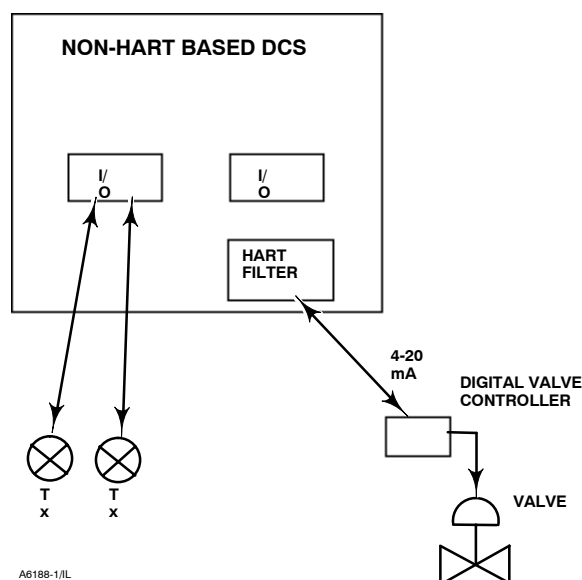 NON-HART BASED DCS
I/
O
I/
O
HART
FILTER
4-20
mA
DIGITAL VALVE
CONTROLLER
T
x
T
x
VALVE
A6188-1/IL